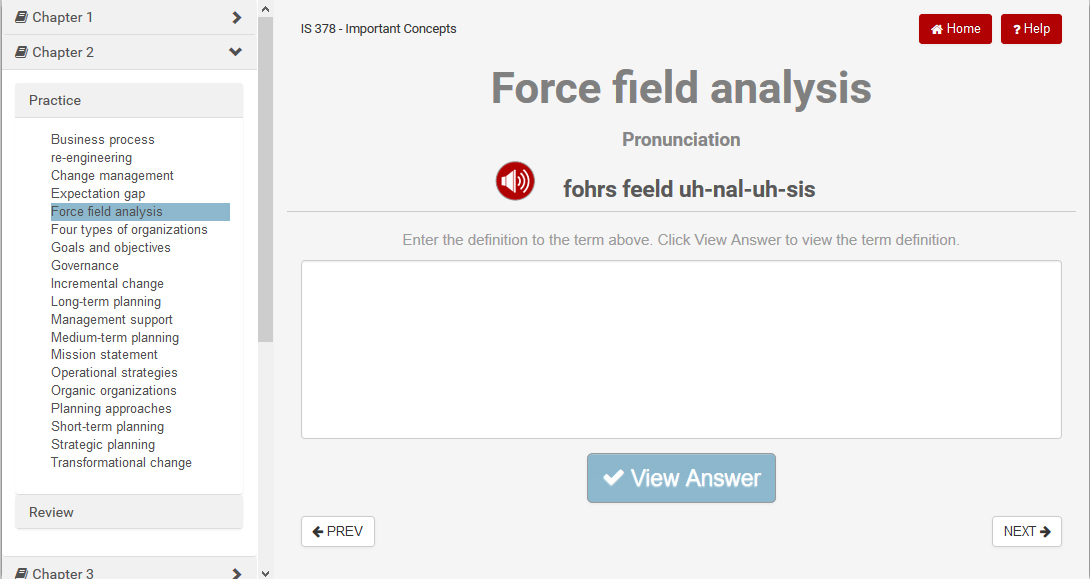 Chapter 1
Chapter 2
Practice
Business process
re-engineering
Change management
Expectation gap
Force field analysis
Four types of organizations
Goals and objectives
Governance
Incremental change
Long-term planning
Management support
Medium-term planning
Mission statement
Operational strategies
Organic organizations
Planning approaches
Short-term planning
Strategic planning
Transformational change
Review
Chapter 3
IS 378 - Important Concepts
Home
? Help
Force field analysis
Pronunciation
fohrs feeld uh-nal-uh-sis
Enter the definition to the term above. Click View Answer to view the term definition.
View Answer
PREV
NEXT